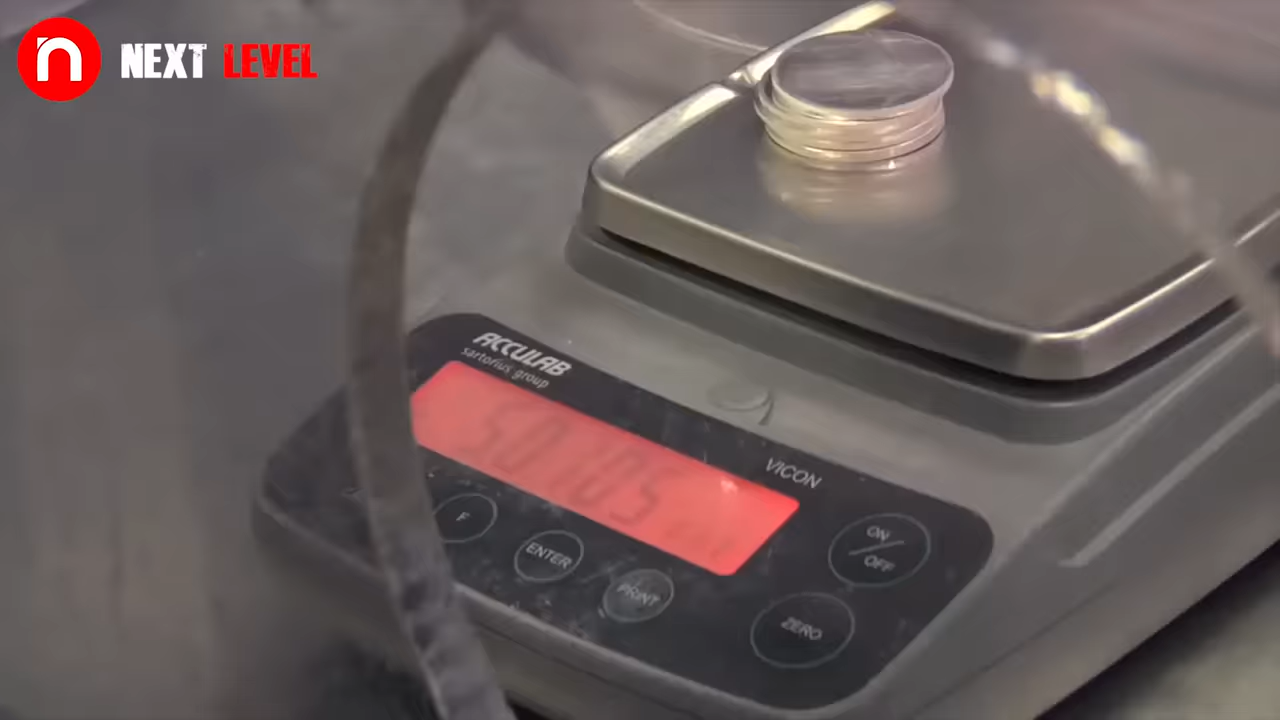 n NEXT LEVEL
ACCULAB
sartorius group
VICON
F
ENTER
PRINT
ON
OFF
ZERO